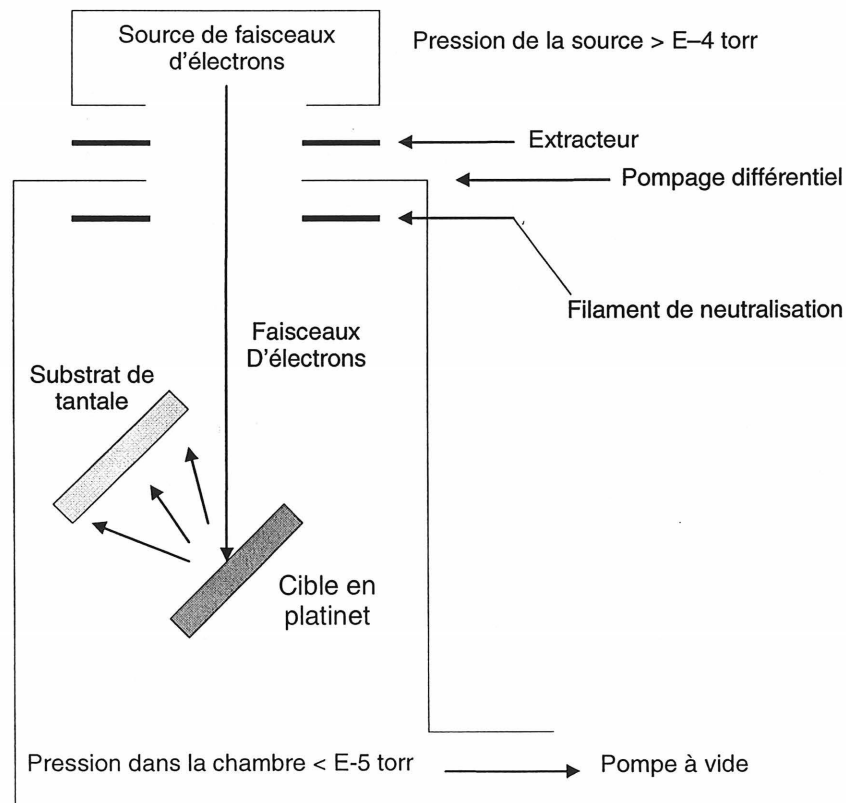 Source de faisceaux
d'électrons
Pression de la source > E–4 torr
Extracteur
Pompage différentiel
Filament de neutralisation
Faisceaux
D'électrons
Substrat de
tantale
Cible en
platinet
Pression dans la chambre < E-5 torr
Pompe à vide